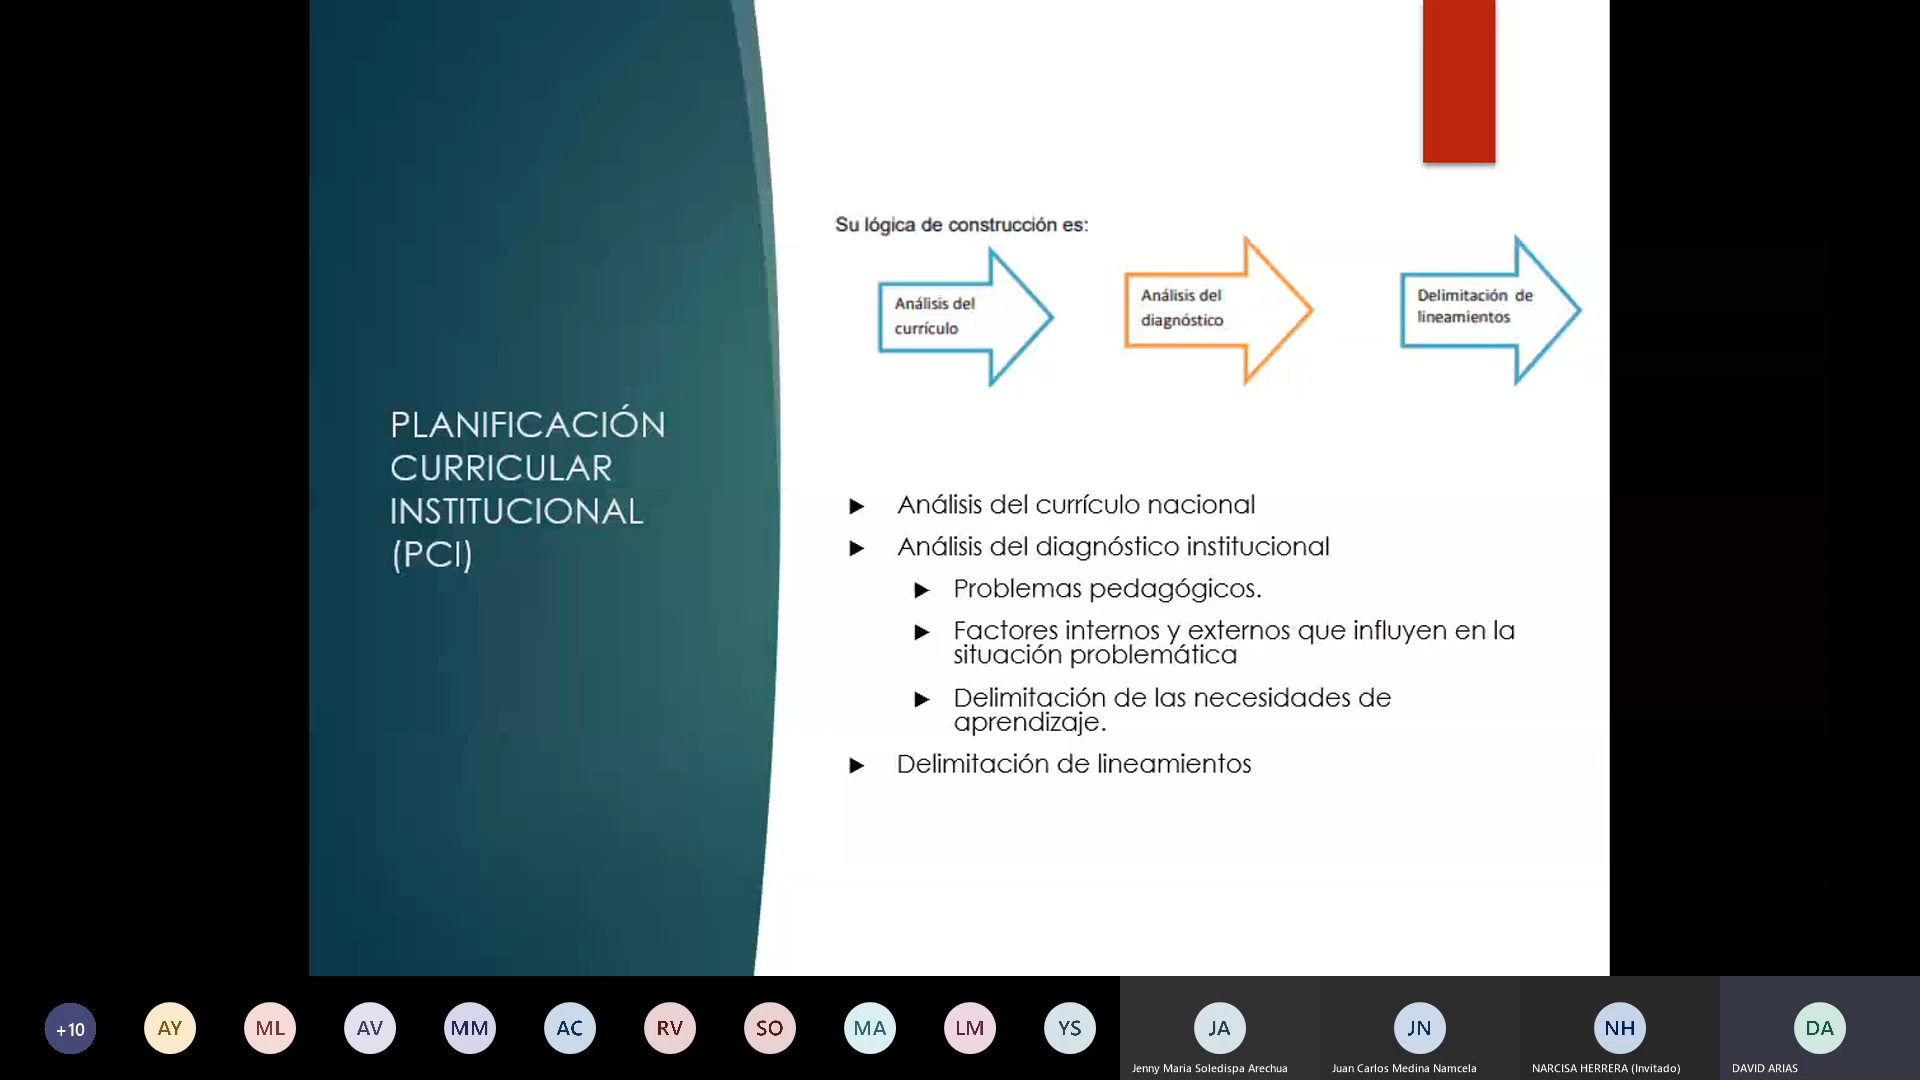 PLANIFICACIÓN
CURRICULAR
INSTITUCIONAL
(PCI)
Su lógica de construcción es:
Análisis del
currículo
Análisis del
diagnóstico
Delimitación de
lineamientos
Análisis del currículo nacional
Análisis del diagnóstico institucional
Problemas pedagógicos.
Factores internos y externos que influyen en la
situación problemática
Delimitación de las necesidades de
aprendizaje.
Delimitación de lineamientos
+10
AY
ML
AV
MM
AC
RV
SO
MA
LM
YS
JA
JN
NH
DA
Jenny Maria Soledispa Arechua
Juan Carlos Medina Namcela
NARCISA HERRERA (Invitado)
DAVID ARIAS